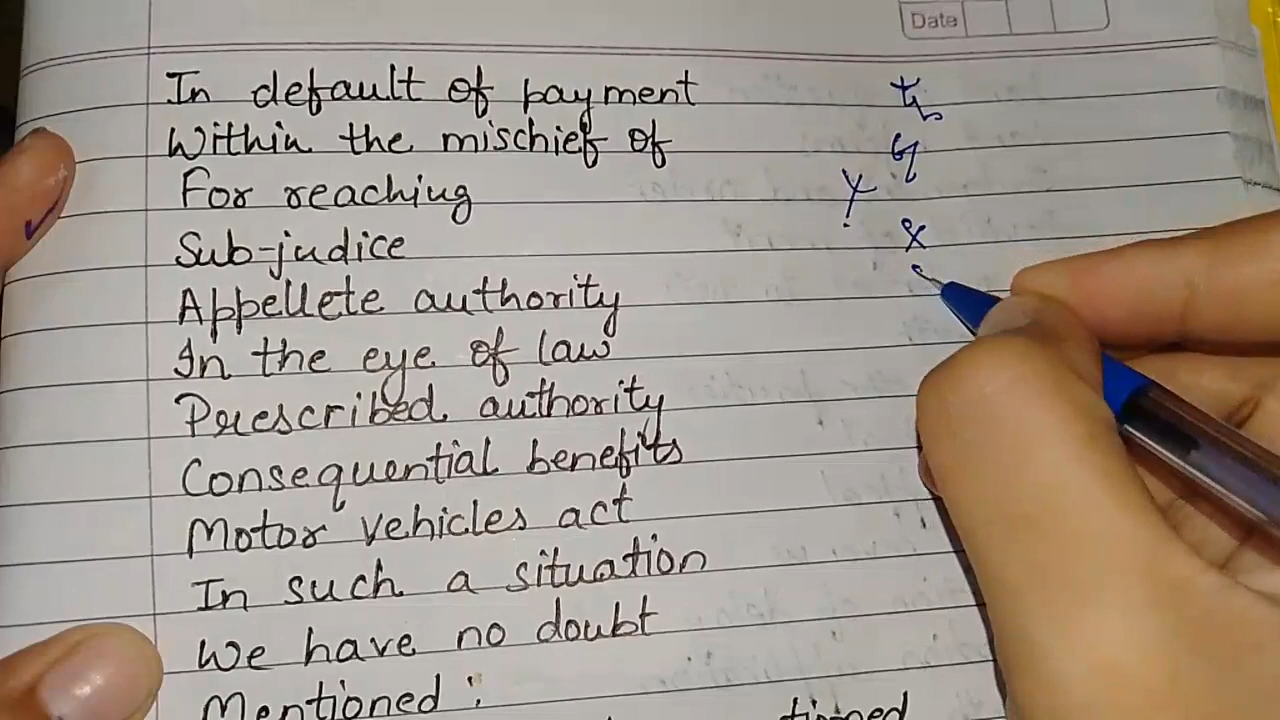 Date
In default of payment
Within the mischief of
For reaching
Sub-judice
Appellete authority
In the eye of law
Prescribed authority
Consequential benefits
Motor vehicles act
In such a situation
We have no doubt
Mentioned :